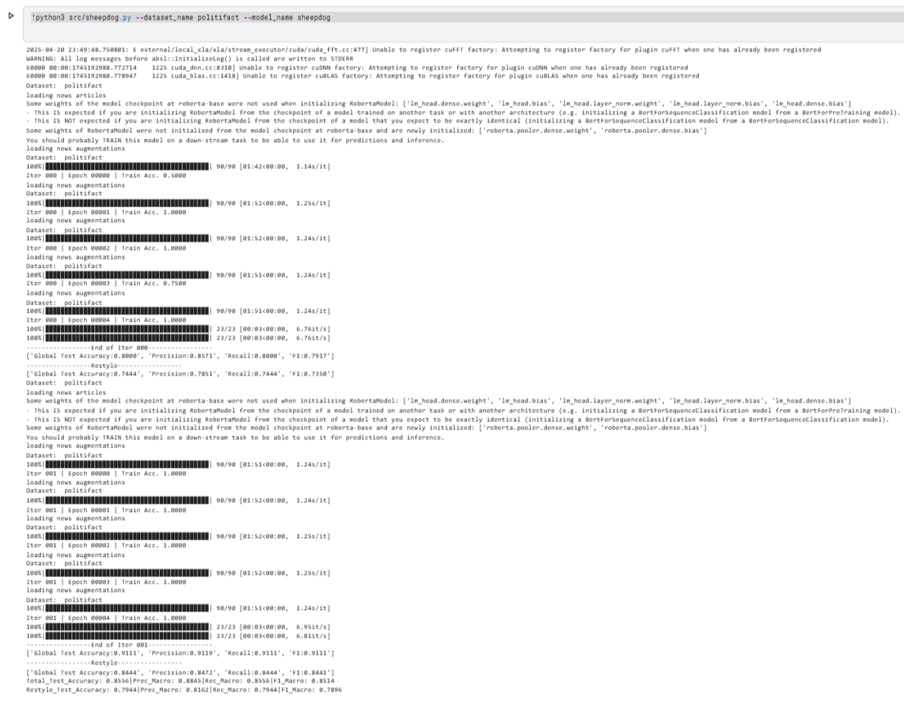 !python3 src/sheepdog.py --dataset_name politifact --model_name sheepdog
2025-04-20 23:49:48.750801: E external/local_xla/xla/stream_executor/cuda/cuda_fft.cc:477] Unable to register cuFFT factory: Attempting to register factory for plugin cuFFT when one has already been registered
WARNING: All log messages before absl::InitializeLog() is called are written to STDERR
E0000 00:00:1745192988.772714    1225 cuda_dnn.cc:8310] Unable to register cuDNN factory: Attempting to register factory for plugin cuDNN when one has already been registered
E0000 00:00:1745192988.778947    1225 cuda_blas.cc:1418] Unable to register cuBLAS factory: Attempting to register factory for plugin cuBLAS when one has already been registered
Dataset:  politifact
loading news articles
Some weights of the model checkpoint at roberta-base were not used when initializing RobertaModel: ['lm_head.dense.weight', 'lm_head.bias', 'lm_head.layer_norm.weight', 'lm_head.layer_norm.bias', 'lm_head.dense.bias']
- This IS expected if you are initializing RobertaModel from the checkpoint of a model trained on another task or with another architecture (e.g. initializing a BertForSequenceClassification model from a BertForPreTraining model).
- This IS NOT expected if you are initializing RobertaModel from the checkpoint of a model that you expect to be exactly identical (initializing a BertForSequenceClassification model from a BertForSequenceClassification model).
Some weights of RobertaModel were not initialized from the model checkpoint at roberta-base and are newly initialized: ['roberta.pooler.dense.weight', 'roberta.pooler.dense.bias']
You should probably TRAIN this model on a down-stream task to be able to use it for predictions and inference.
loading news augmentations
Dataset:  politifact
100%| 90/90 [01:42<00:00,  1.14s/it]
Iter 000 | Epoch 00000 | Train Acc. 0.5000
loading news augmentations
Dataset:  politifact
100%| 90/90 [01:52<00:00,  1.25s/it]
Iter 000 | Epoch 00001 | Train Acc. 1.0000
loading news augmentations
Dataset:  politifact
100%| 90/90 [01:52<00:00,  1.24s/it]
Iter 000 | Epoch 00002 | Train Acc. 1.0000
loading news augmentations
Dataset:  politifact
100%| 90/90 [01:51<00:00,  1.24s/it]
Iter 000 | Epoch 00003 | Train Acc. 0.7500
loading news augmentations
Dataset:  politifact
100%| 90/90 [01:51<00:00,  1.24s/it]
Iter 000 | Epoch 00004 | Train Acc. 1.0000
100%| 23/23 [00:03<00:00,  6.76it/s]
100%| 23/23 [00:03<00:00,  6.76it/s]
-----------------End of Iter 000-----------------
['Global Test Accuracy:0.8000', 'Precision:0.8571', 'Recall:0.8000', 'F1:0.7917']
-----------------Restyle-----------------
['Global Test Accuracy:0.7444', 'Precision:0.7851', 'Recall:0.7444', 'F1:0.7350']
Dataset:  politifact
loading news articles
Some weights of the model checkpoint at roberta-base were not used when initializing RobertaModel: ['lm_head.dense.weight', 'lm_head.bias', 'lm_head.layer_norm.weight', 'lm_head.layer_norm.bias', 'lm_head.dense.bias']
- This IS expected if you are initializing RobertaModel from the checkpoint of a model trained on another task or with another architecture (e.g. initializing a BertForSequenceClassification model from a BertForPreTraining model).
- This IS NOT expected if you are initializing RobertaModel from the checkpoint of a model that you expect to be exactly identical (initializing a BertForSequenceClassification model from a BertForSequenceClassification model).
Some weights of RobertaModel were not initialized from the model checkpoint at roberta-base and are newly initialized: ['roberta.pooler.dense.weight', 'roberta.pooler.dense.bias']
You should probably TRAIN this model on a down-stream task to be able to use it for predictions and inference.
loading news augmentations
Dataset:  politifact
100%| 90/90 [01:51<00:00,  1.24s/it]
Iter 001 | Epoch 00000 | Train Acc. 1.0000
loading news augmentations
Dataset:  politifact
100%| 90/90 [01:52<00:00,  1.24s/it]
Iter 001 | Epoch 00001 | Train Acc. 1.0000
loading news augmentations
Dataset:  politifact
100%| 90/90 [01:52<00:00,  1.25s/it]
Iter 001 | Epoch 00002 | Train Acc. 1.0000
loading news augmentations
Dataset:  politifact
100%| 90/90 [01:52<00:00,  1.25s/it]
Iter 001 | Epoch 00003 | Train Acc. 1.0000
loading news augmentations
Dataset:  politifact
100%| 90/90 [01:51<00:00,  1.24s/it]
Iter 001 | Epoch 00004 | Train Acc. 1.0000
100%| 23/23 [00:03<00:00,  6.95it/s]
100%| 23/23 [00:03<00:00,  6.81it/s]
-----------------End of Iter 001-----------------
['Global Test Accuracy:0.9111', 'Precision:0.9119', 'Recall:0.9111', 'F1:0.9111']
-----------------Restyle-----------------
['Global Test Accuracy:0.8444', 'Precision:0.8472', 'Recall:0.8444', 'F1:0.8441']
Total_Test_Accuracy: 0.8556|Prec_Macro: 0.8845|Rec_Macro: 0.8556|F1_Macro: 0.8514
Restyle_Test_Accuracy: 0.7944|Prec_Macro: 0.8162|Rec_Macro: 0.7944|F1_Macro: 0.7896